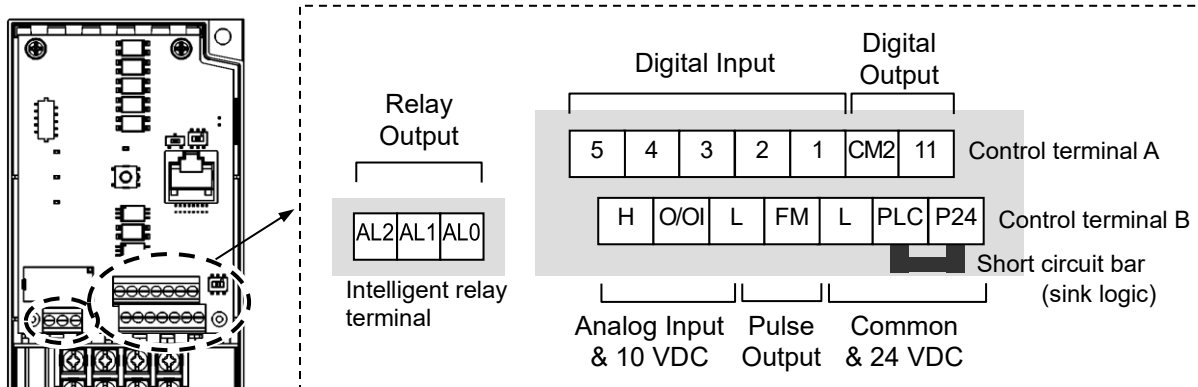 Digital Input
Digital
Output
Relay
Output
5 4 3 2 1 CM2 11
Control terminal A
AL2 AL1 AL0
H O/OI L FM L PLC P24
Control terminal B
Short circuit bar
(sink logic)
Intelligent relay
terminal
Analog Input
& 10 VDC
Pulse
Output
Common
& 24 VDC